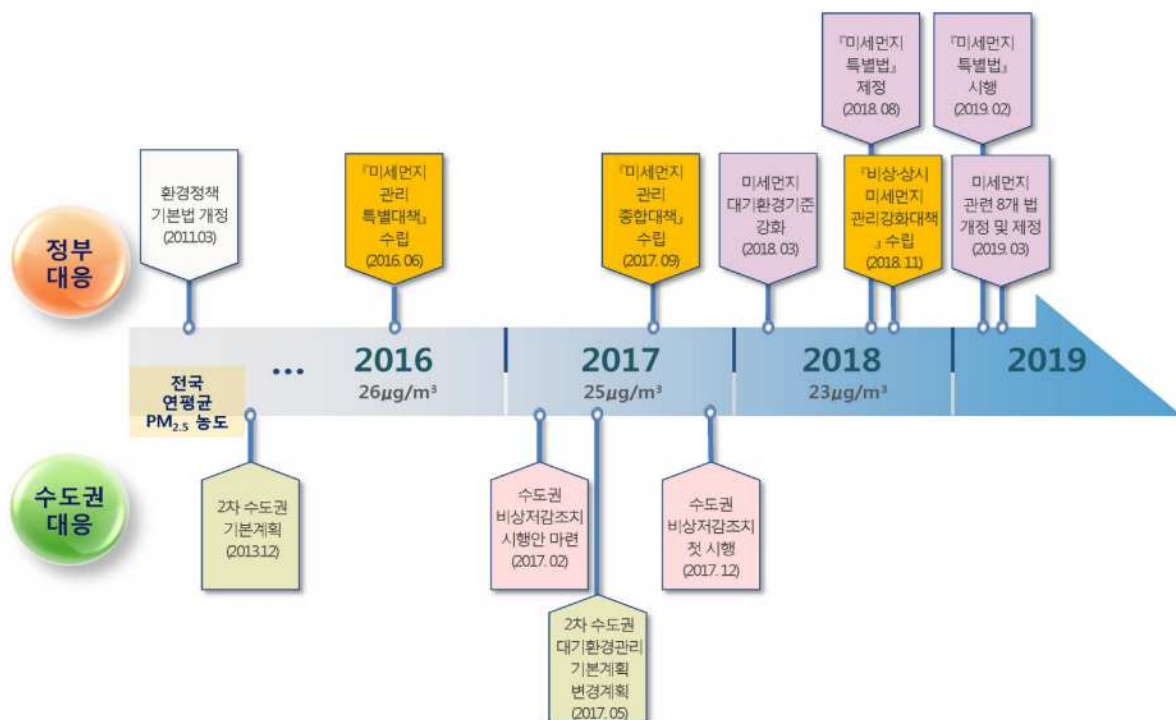 『미세먼지
특별법』
제정
(2018. 08)
『미세먼지
특별법』
시행
(2019. 02)
환경정책
기본법 개정
(2011.03)
『미세먼지
관리
특별대책』
수립
(2016. 06)
『미세먼지
관리
종합대책』
수립
(2017. 09)
미세먼지
대기환경기준
강화
(2018. 03)
『비상·상시
미세먼지
관리강화대책
』 수립
(2018. 11)
미세먼지
관련 8개 법
개정 및 제정
(2019. 03)
정부
대응
... 2016 2017 2018 2019
26μg/m³ 25μg/m³ 23μg/m³
전국
연평균
PM2.5 농도
수도권
대응
2차 수도권
기본계획
(2013.12)
수도권
비상저감조치
시행안 마련
(2017. 02)
수도권
비상저감조치
첫 시행
(2017. 12)
2차 수도권
대기환경관리
기본계획
변경계획
(2017. 05)